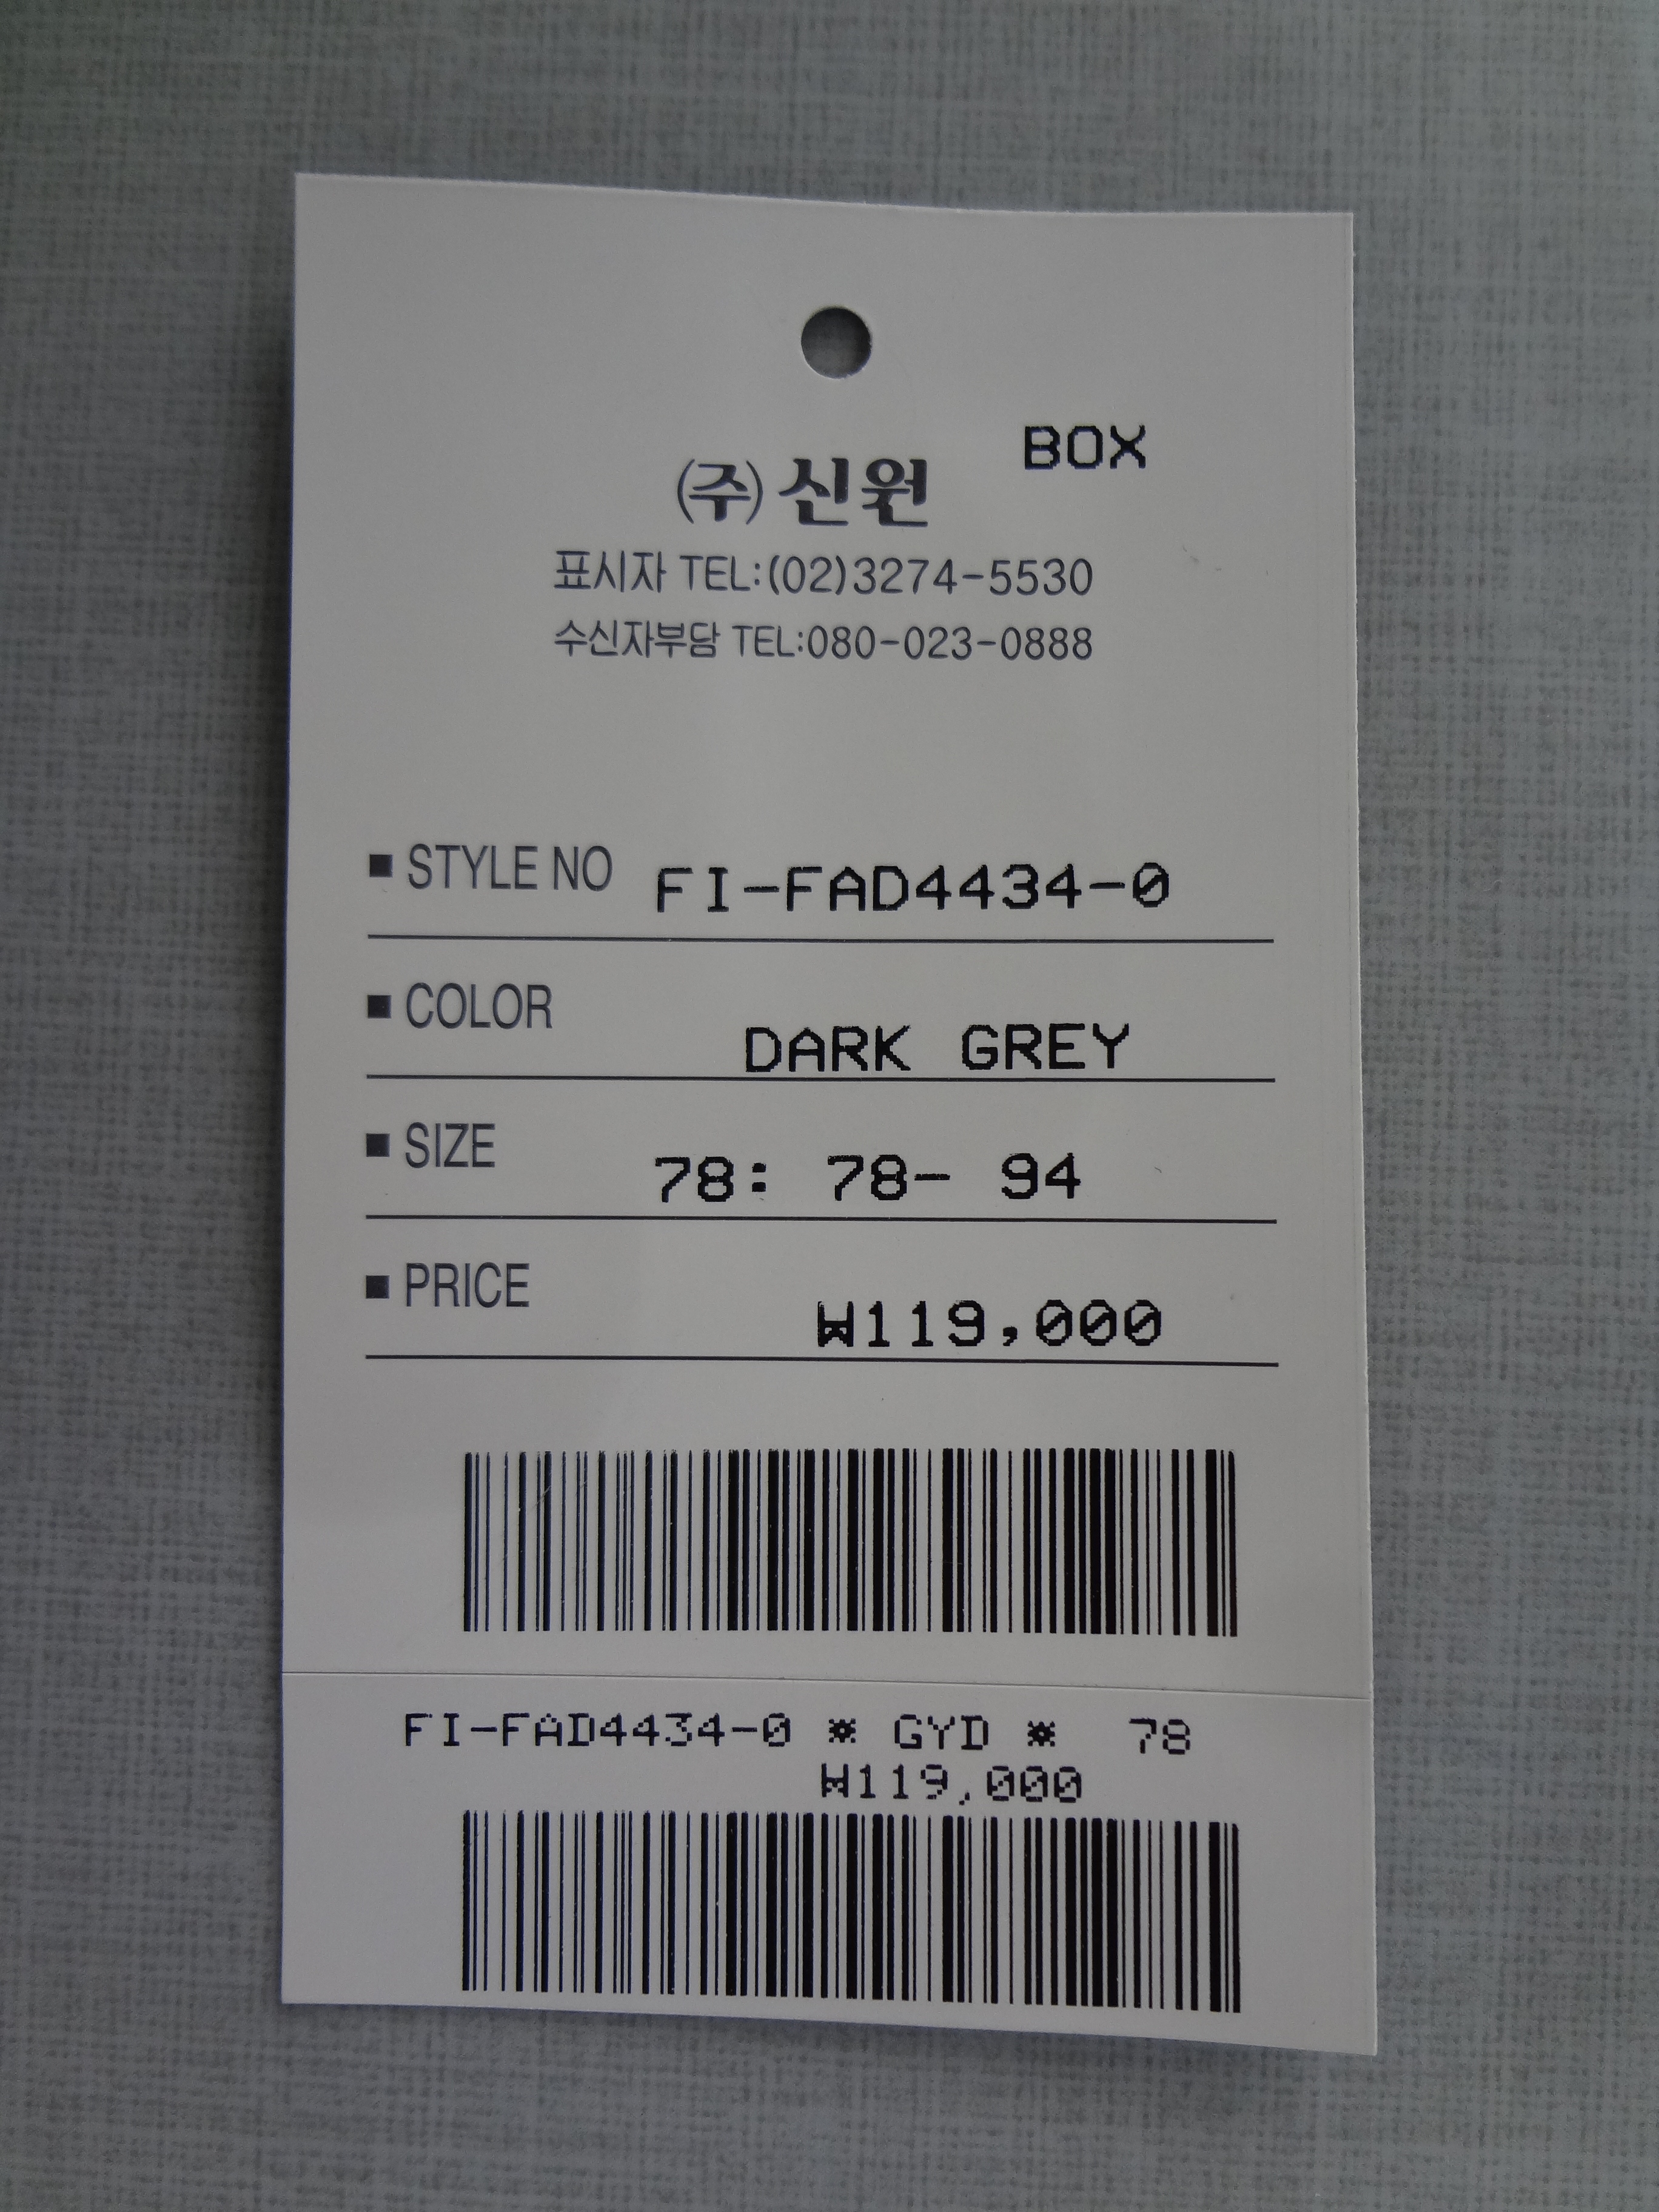 BOX
㈜신원
표시자 TEL:(02)3274-5530
수신자부담 TEL:080-023-0888
■ STYLE NO FI-FAD4434-0
■ COLOR DARK GREY
■ SIZE 78: 78- 94
■ PRICE ₩119,000
FI-FAD4434-0 * GYD * 78
₩119,000